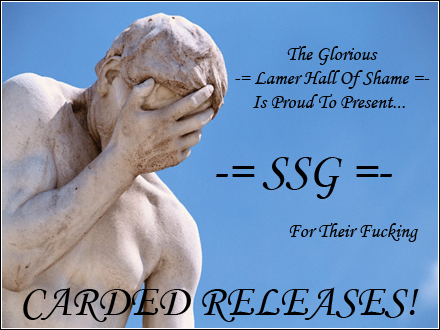 The Glorious
-= Lamer Hall Of Shame =-
Is Proud To Present...
-= SSG =-
For Their Fucking
CARDED RELEASES!